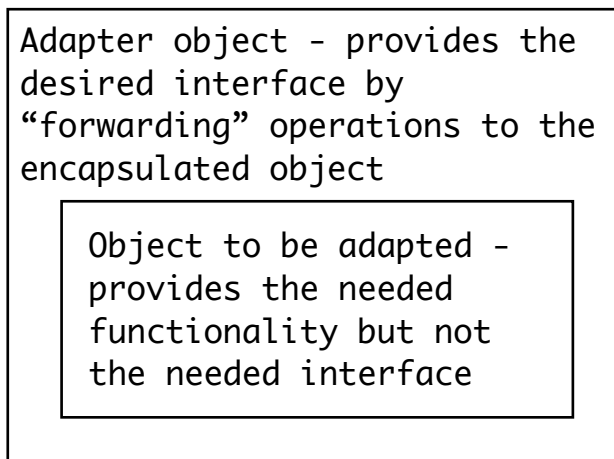 Adapter object - provides the
desired interface by
“forwarding” operations to the
encapsulated object
Object to be adapted -
provides the needed
functionality but not
the needed interface